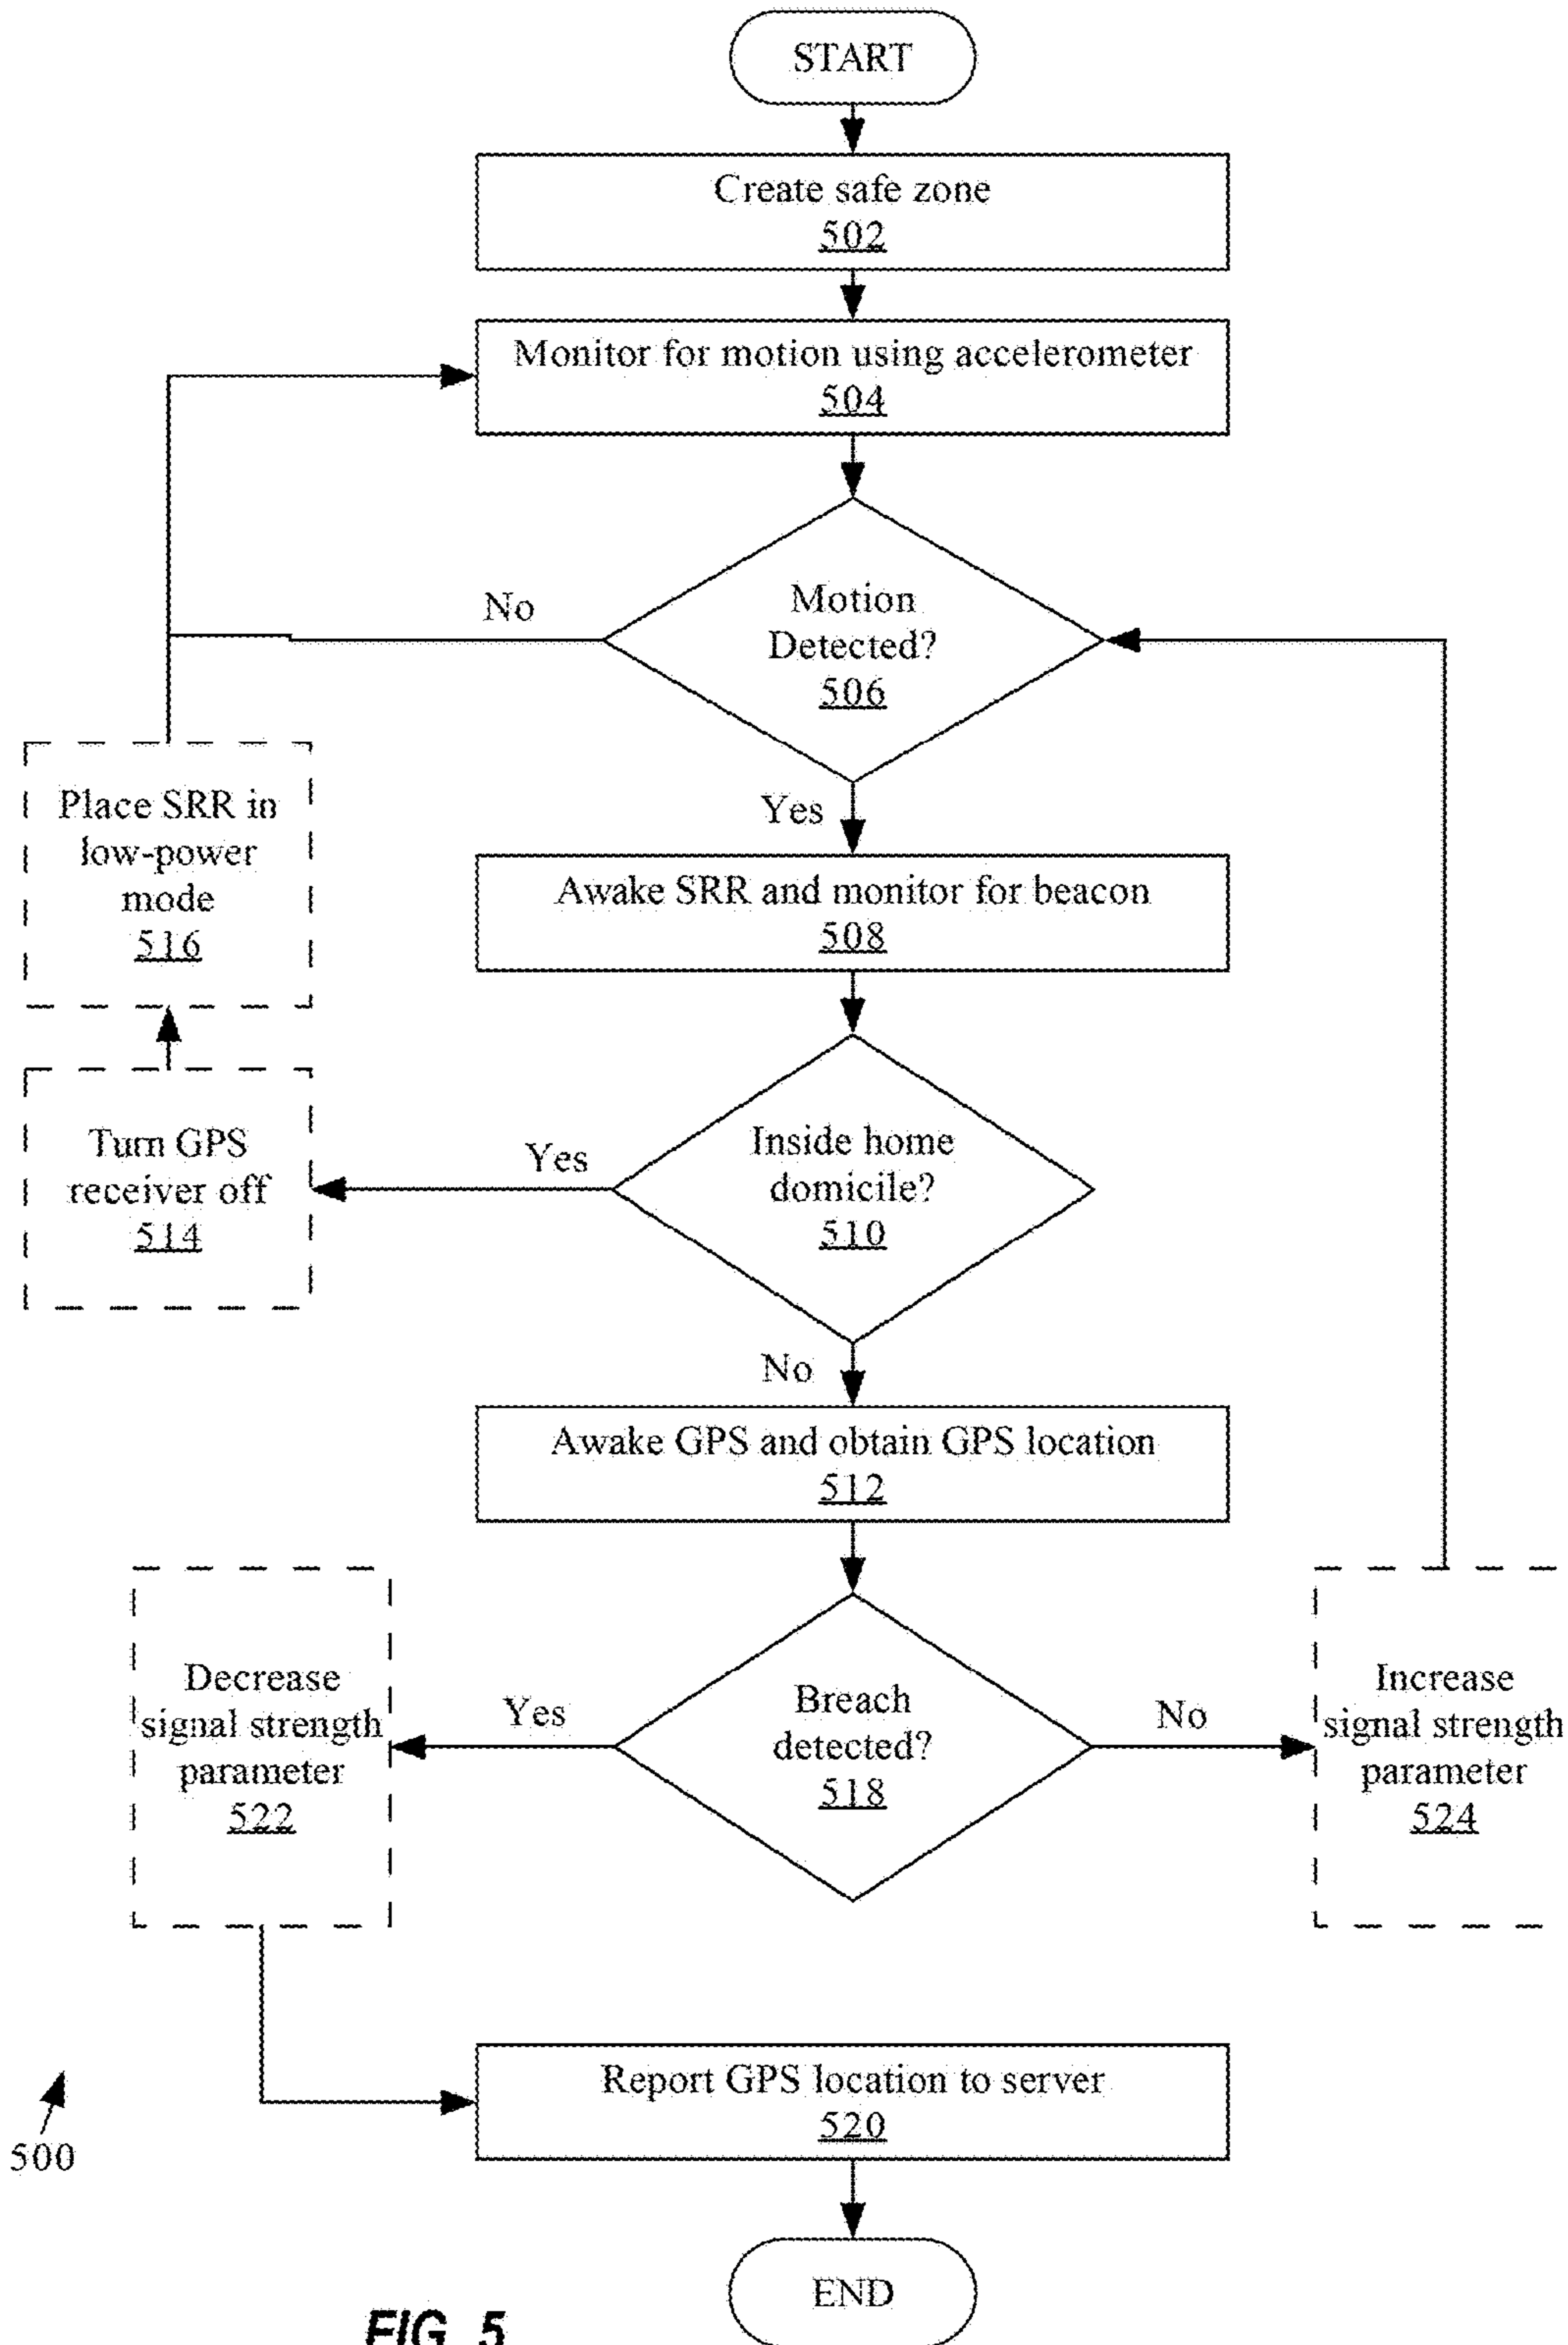 START
Create safe zone
502
Monitor for motion using accelerometer
504
Motion
Detected?
506
No
Yes
Place SRR in
low-power
mode
516
Awake SRR and monitor for beacon
508
Turn GPS
receiver off
514
Yes
Inside home
domicile?
510
No
Awake GPS and obtain GPS location
512
Decrease
signal strength
parameter
522
Yes
Breach
detected?
518
No
Increase
signal strength
parameter
524
Report GPS location to server
520
500
END
FIG. 5